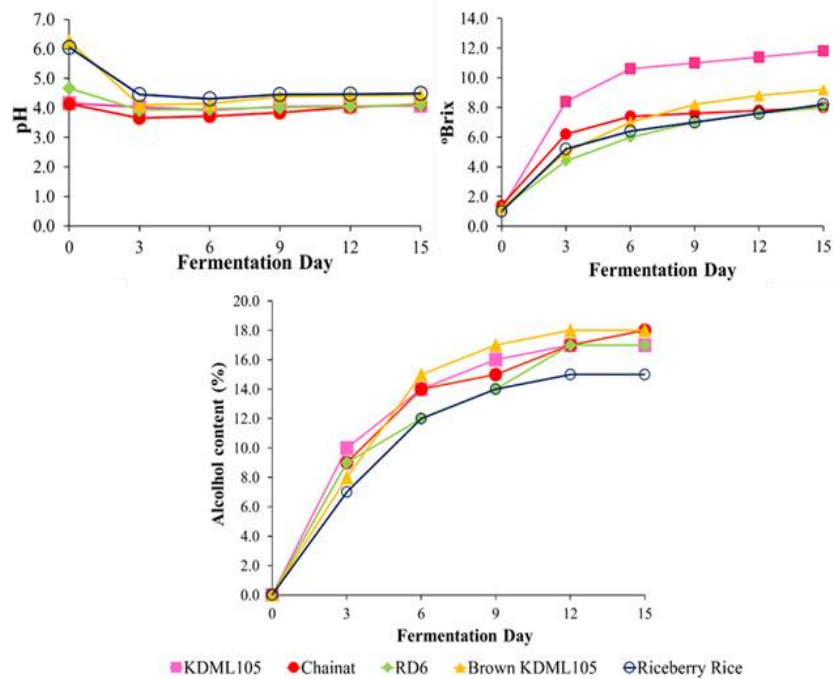 7.0
6.0
5.0
4.0
3.0
2.0
1.0
0.0
pH
0 3 6 9 12 15
Fermentation Day
14.0
12.0
10.0
8.0
6.0
4.0
2.0
0.0
ºBrix
0 3 6 9 12 15
Fermentation Day
20.0
18.0
16.0
14.0
12.0
10.0
8.0
6.0
4.0
2.0
0.0
Alcolhol content (%)
0 3 6 9 12 15
Fermentation Day
KDML105 Chainat RD6 Brown KDML105 Riceberry Rice